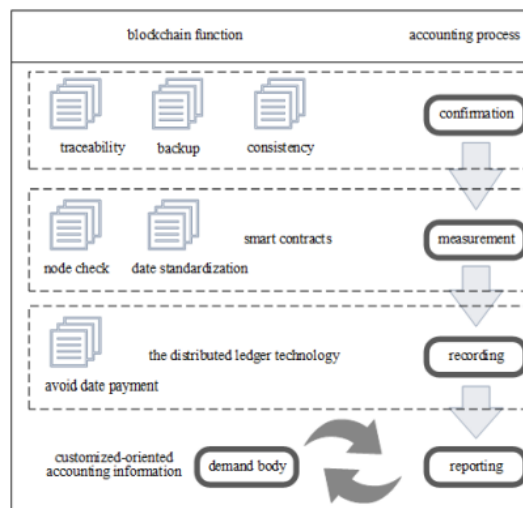 blockchain function
accounting process
traceability
backup
consistency
confirmation
node check
date standardization
smart contracts
measurement
avoid date payment
the distributed ledger technology
recording
customized-oriented
accounting information
demand body
reporting